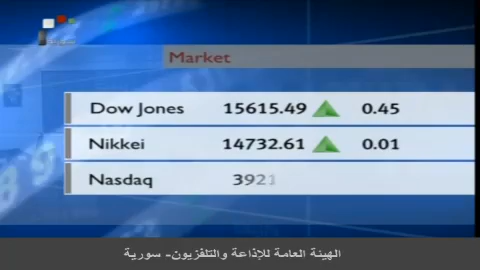 Market
Dow Jones 15615.49 0.45
Nikkei 14732.61 0.01
Nasdaq 3921
الهيئة العامة للإذاعة والتلفزيون- سورية